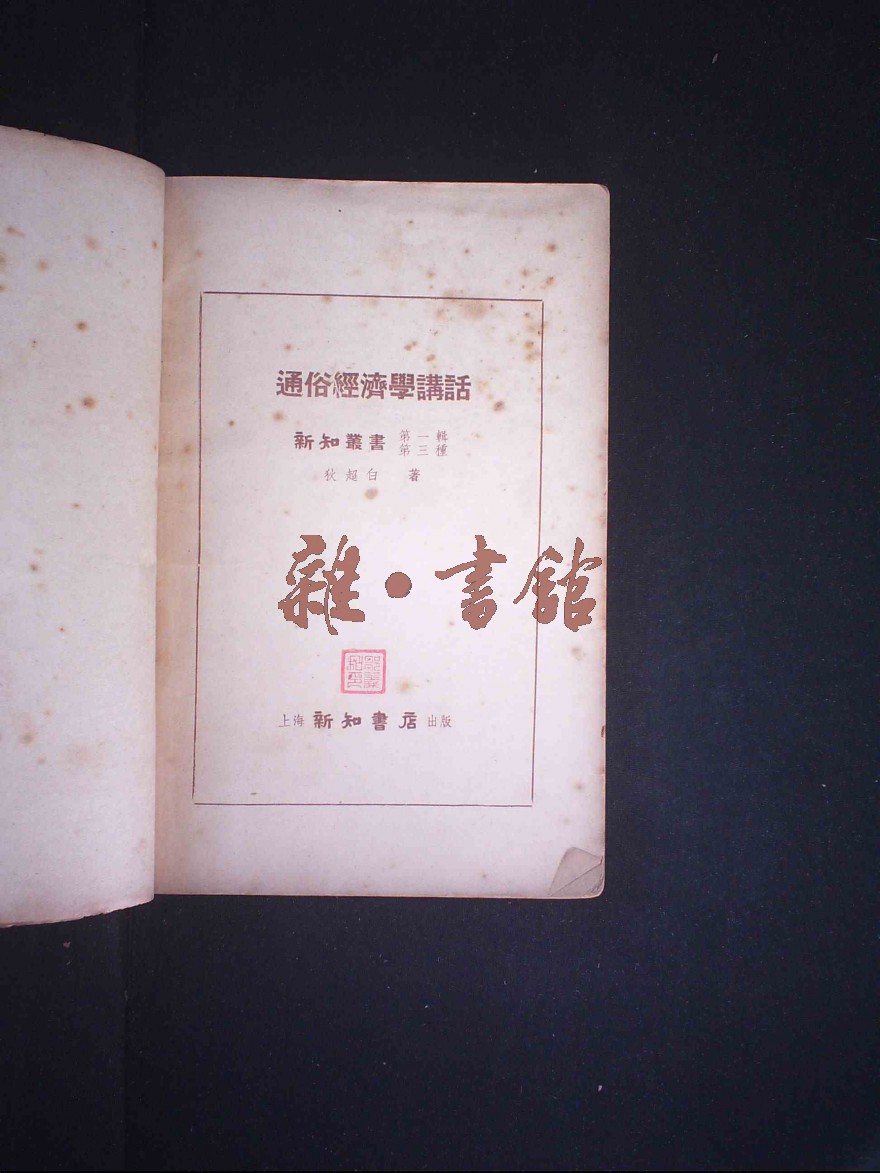 通俗經濟學講話
新知叢書 第一輯
第三種
狄超白 著
雜·書館
上海 新知書店 出版